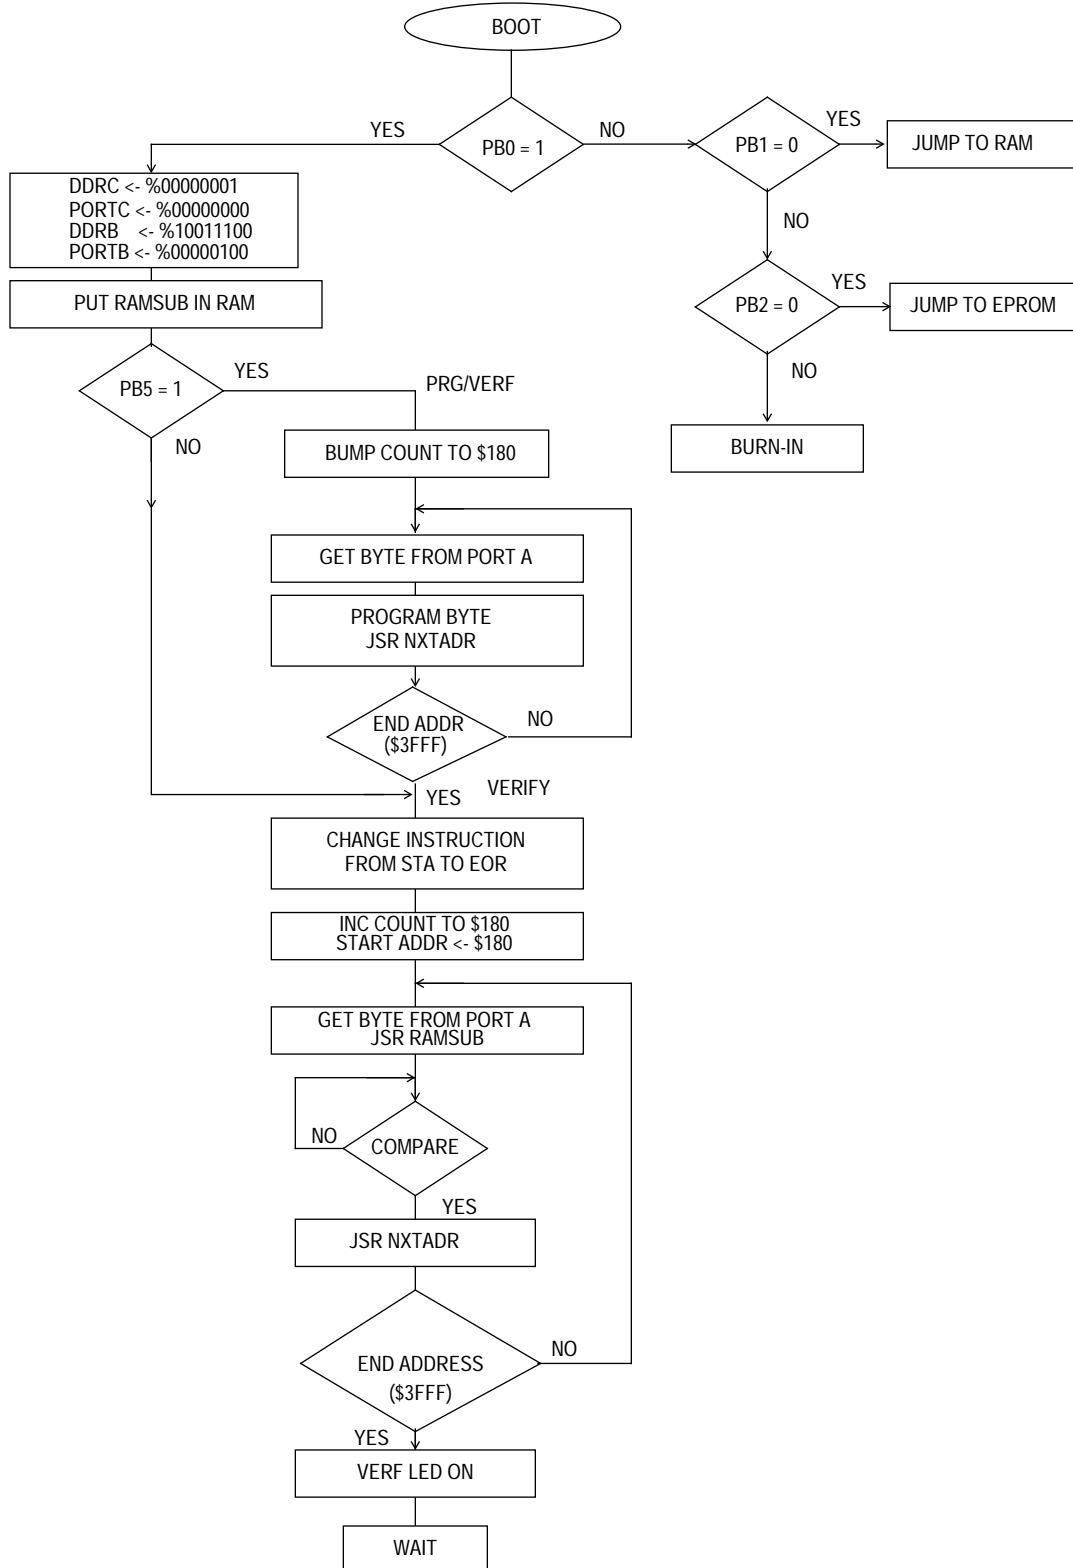 BOOT
YES
PB0 = 1
NO
PB1 = 0
YES
JUMP TO RAM
NO
PB2 = 0
YES
JUMP TO EPROM
NO
BURN-IN
DDRC <- %00000001
PORTC <- %00000000
DDRB <- %10011100
PORTB <- %00000100
PUT RAMSUB IN RAM
PB5 = 1
YES
PRG/VERF
NO
BUMP COUNT TO $180
GET BYTE FROM PORT A
PROGRAM BYTE
JSR NXTADR
END ADDR
($3FFF)
NO
YES
VERIFY
CHANGE INSTRUCTION
FROM STA TO EOR
INC COUNT TO $180
START ADDR <- $180
GET BYTE FROM PORT A
JSR RAMSUB
NO
COMPARE
YES
JSR NXTADR
NO
END ADDRESS
($3FFF)
YES
VERF LED ON
WAIT